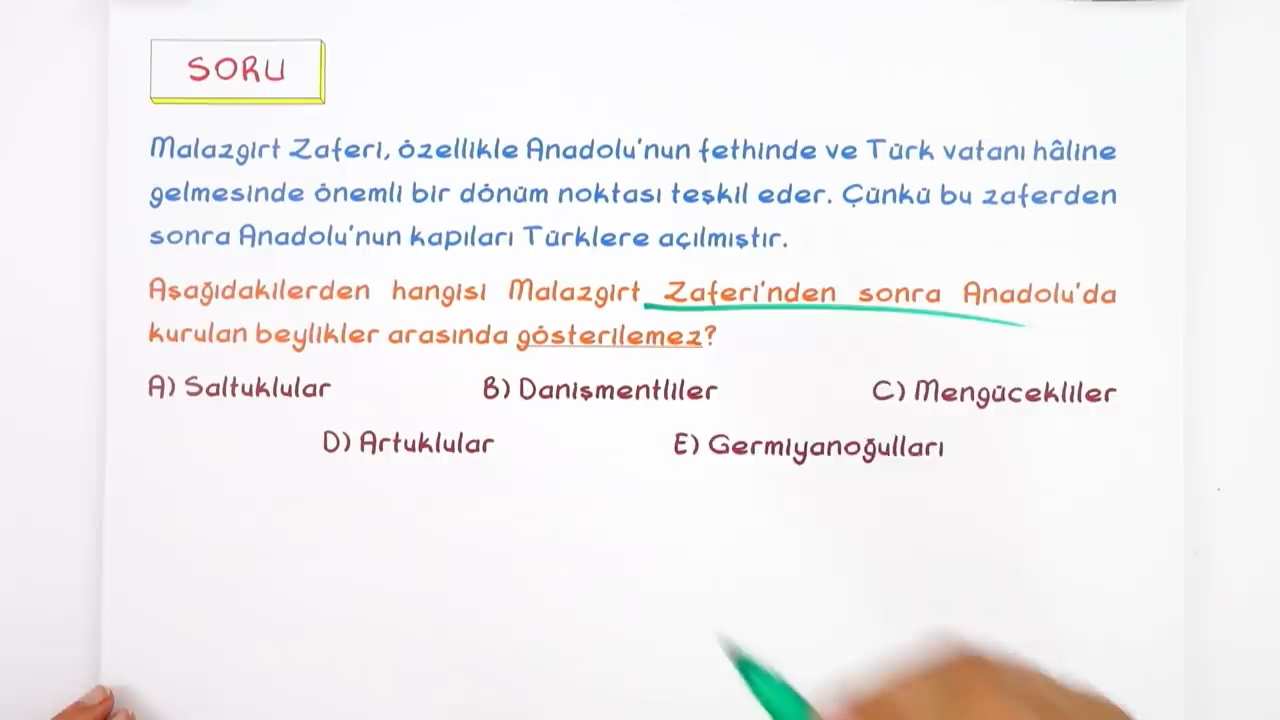 SORU
Malazgirt Zaferi, özellikle Anadolu'nun fethinde ve Türk vatanı hâline
gelmesinde önemli bir dönüm noktası teşkil eder. Çünkü bu zaferden
sonra Anadolu'nun kapıları Türklere açılmıştır.
Aşağıdakilerden hangisi Malazgirt Zaferi'nden sonra Anadolu'da
kurulan beylikler arasında gösterilemez?
A) Saltuklular B) Danişmentliler C) Mengücekliler
D) Artuklular E) Germiyanoğulları